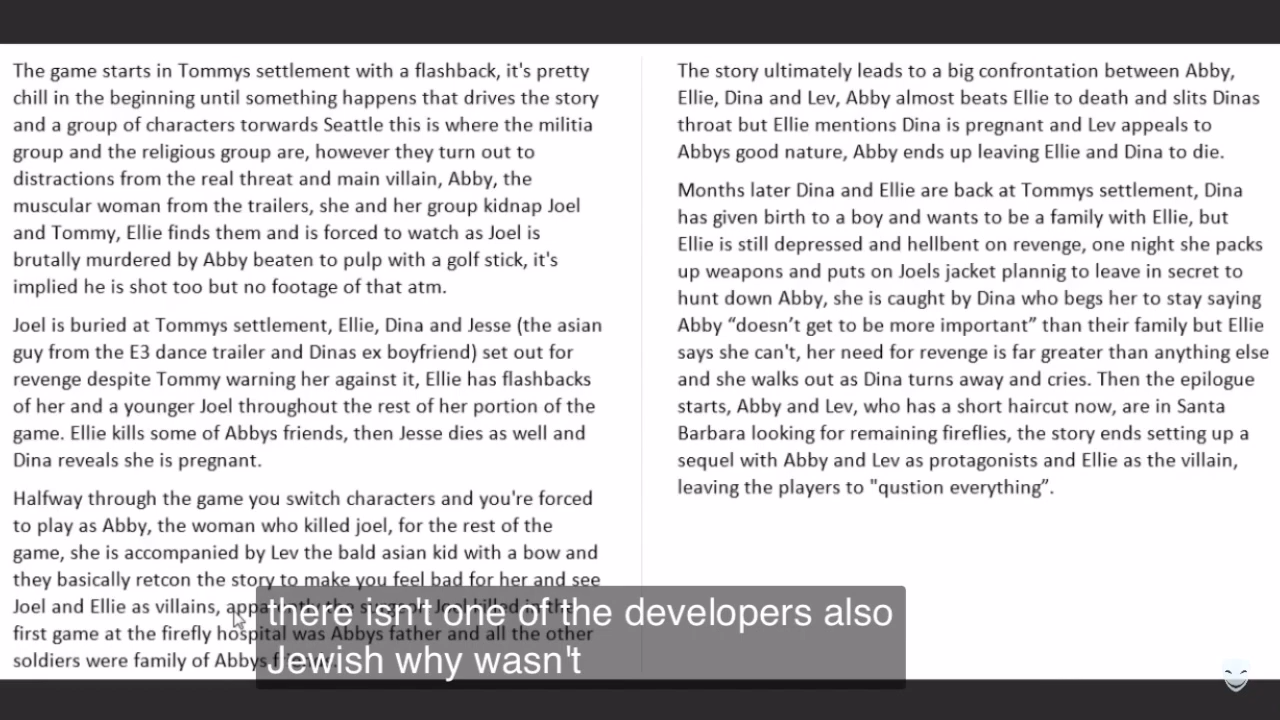 The game starts in Tommys settlement with a flashback, it's pretty
chill in the beginning until something happens that drives the story
and a group of characters torwards Seattle this is where the militia
group and the religious group are, however they turn out to
distractions from the real threat and main villain, Abby, the
muscular woman from the trailers, she and her group kidnap Joel
and Tommy, Ellie finds them and is forced to watch as Joel is
brutally murdered by Abby beaten to pulp with a golf stick, it's
implied he is shot too but no footage of that atm.
Joel is buried at Tommys settlement, Ellie, Dina and Jesse (the asian
guy from the E3 dance trailer and Dinas ex boyfriend) set out for
revenge despite Tommy warning her against it, Ellie has flashbacks
of her and a younger Joel throughout the rest of her portion of the
game. Ellie kills some of Abbys friends, then Jesse dies as well and
Dina reveals she is pregnant.
Halfway through the game you switch characters and you're forced
to play as Abby, the woman who killed joel, for the rest of the
game, she is accompanied by Lev the bald asian kid with a bow and
they basically retcon the story to make you feel bad for her and see
Joel and Ellie as villains, apparently the surgeon Joel killed in the
first game at the firefly hospital was Abbys father and all the other
soldiers were family of Abbys
The story ultimately leads to a big confrontation between Abby,
Ellie, Dina and Lev, Abby almost beats Ellie to death and slits Dinas
throat but Ellie mentions Dina is pregnant and Lev appeals to
Abbys good nature, Abby ends up leaving Ellie and Dina to die.
Months later Dina and Ellie are back at Tommys settlement, Dina
has given birth to a boy and wants to be a family with Ellie, but
Ellie is still depressed and hellbent on revenge, one night she packs
up weapons and puts on Joels jacket plannig to leave in secret to
hunt down Abby, she is caught by Dina who begs her to stay saying
Abby “doesn’t get to be more important” than their family but Ellie
says she can't, her need for revenge is far greater than anything else
and she walks out as Dina turns away and cries. Then the epilogue
starts, Abby and Lev, who has a short haircut now, are in Santa
Barbara looking for remaining fireflies, the story ends setting up a
sequel with Abby and Lev as protagonists and Ellie as the villain,
leaving the players to "qustion everything”.
there isn't one of the developers also
Jewish why wasn't